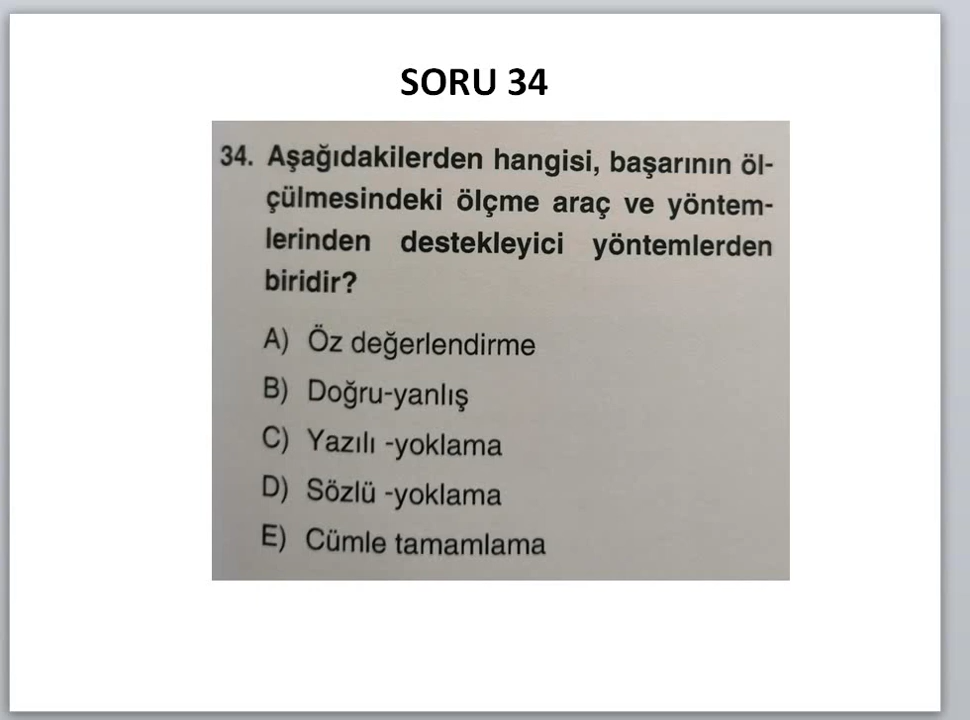 SORU 34
34. Aşağıdakilerden hangisi, başarının öl-
çülmesindeki ölçme araç ve yöntem-
lerinden destekleyici yöntemlerden
biridir?
A) Öz değerlendirme
B) Doğru-yanlış
C) Yazılı -yoklama
D) Sözlü -yoklama
E) Cümle tamamlama